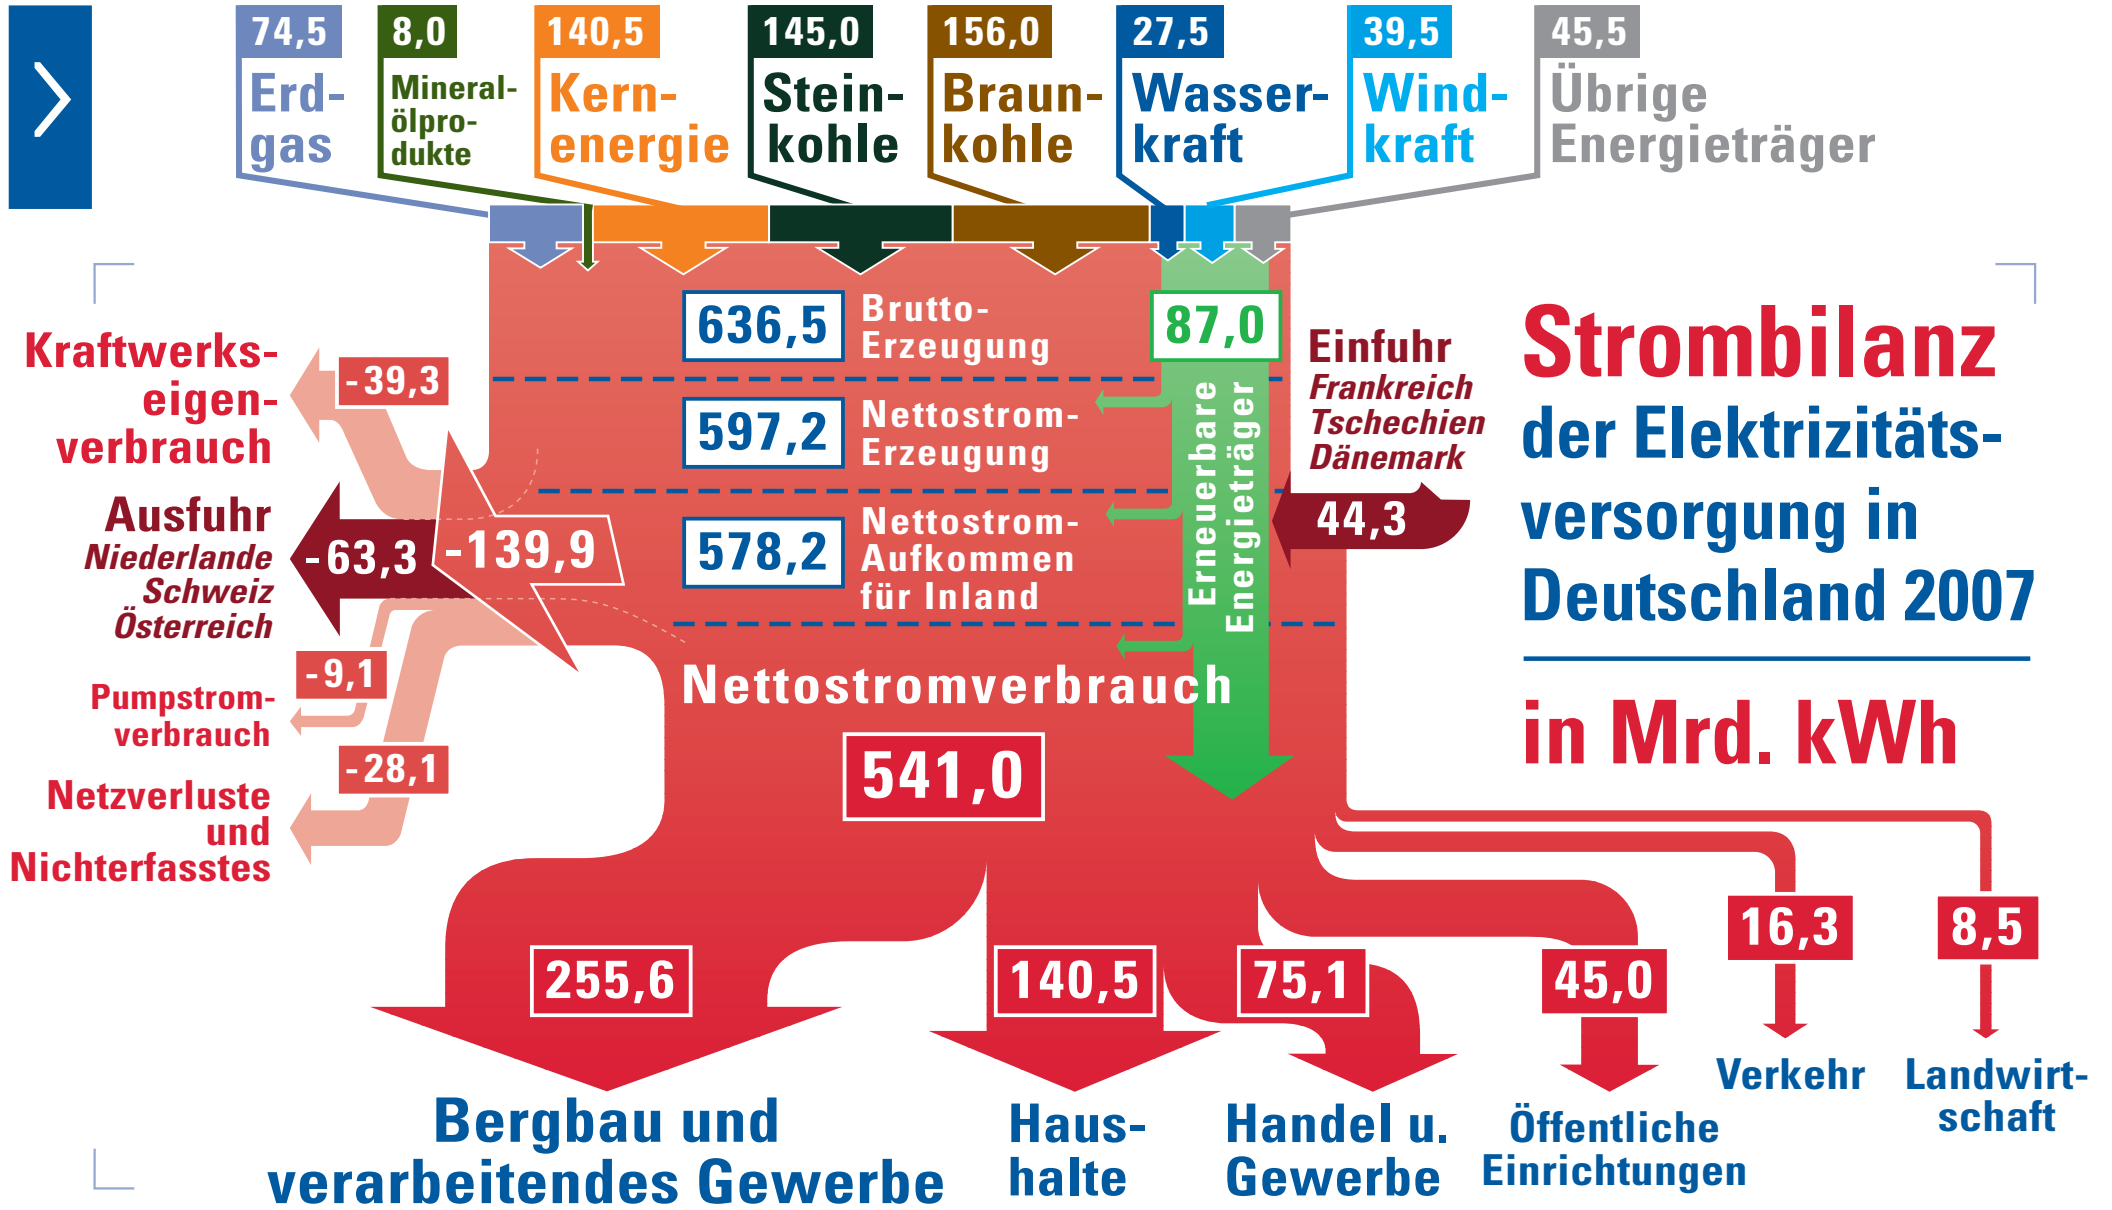 74,5
Erd-
gas
8,0
Mineral-
ölpro-
dukte
140,5
Kern-
energie
145,0
Stein-
kohle
156,0
Braun-
kohle
27,5
Wasser-
kraft
39,5
Wind-
kraft
45,5
Übrige
Energieträger
636,5
Brutto-
Erzeugung
87,0
Erneuerbare
Energieträger
597,2
Nettostrom-
Erzeugung
578,2
Nettostrom-
Aufkommen
für Inland
Kraftwerks-
eigen-
verbrauch
-39,3
Ausfuhr
Niederlande
Schweiz
Österreich
-63,3
-139,9
Pumpstrom-
verbrauch
-9,1
Netzverluste
und
Nichterfasstes
-28,1
Einfuhr
Frankreich
Tschechien
Dänemark
44,3
Strombilanz
der Elektrizitäts-
versorgung in
Deutschland 2007
in Mrd. kWh
Nettostromverbrauch
541,0
255,6
Bergbau und
verarbeitendes Gewerbe
140,5
Haus-
halte
75,1
Handel u.
Gewerbe
45,0
Öffentliche
Einrichtungen
16,3
Verkehr
8,5
Landwirt-
schaft